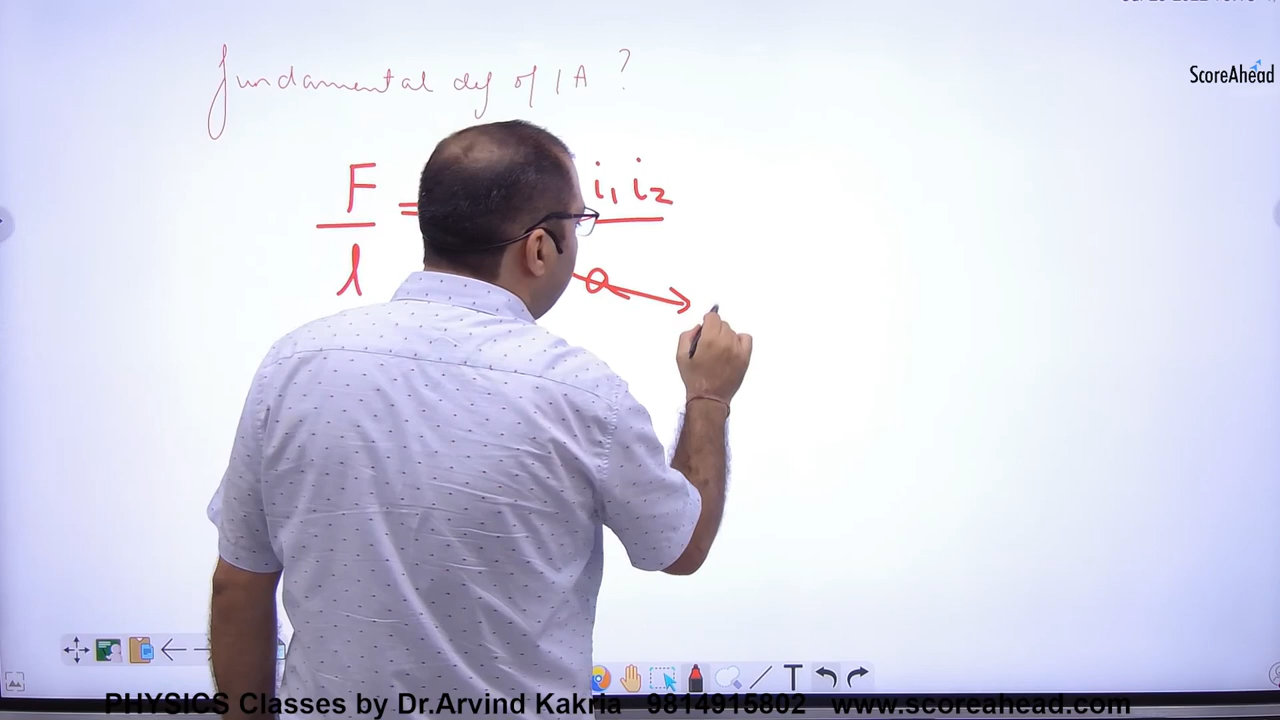 ScoreAhead
fundamental def of 1A ?
F = i₁ i₂
l
PHYSICS Classes by Dr.Arvind Kakria 9814915802 www.scoreahead.com